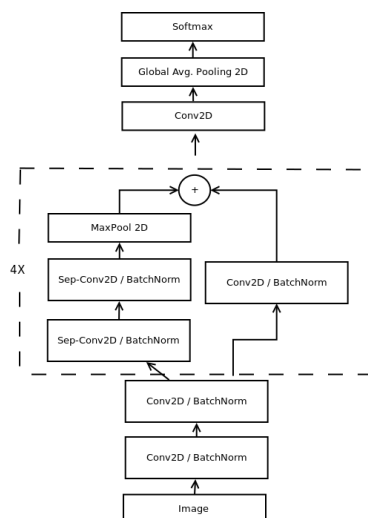 Softmax
Global Avg. Pooling 2D
Conv2D
+
MaxPool 2D
4X
Sep-Conv2D / BatchNorm
Conv2D / BatchNorm
Sep-Conv2D / BatchNorm
Conv2D / BatchNorm
Conv2D / BatchNorm
Image